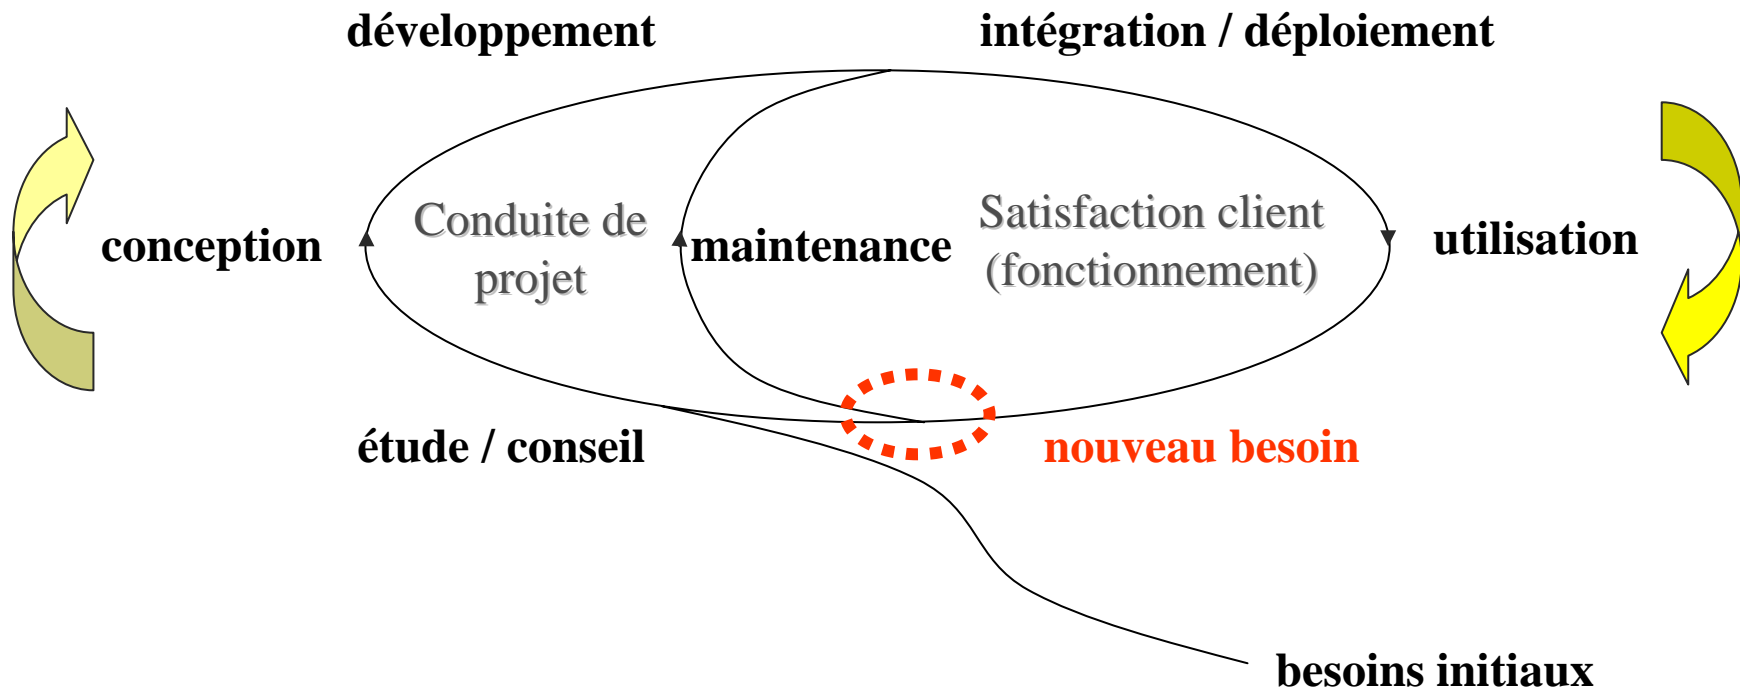 développement
intégration / déploiement
Conduite de
projet
Satisfaction client
(fonctionnement)
conception
maintenance
utilisation
étude / conseil
nouveau besoin
besoins initiaux